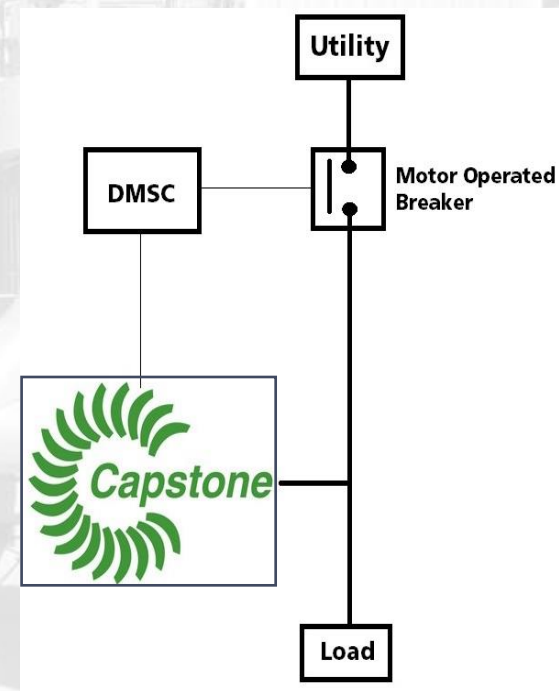 Utility
DMSC
Motor Operated
Breaker
Capstone
Load